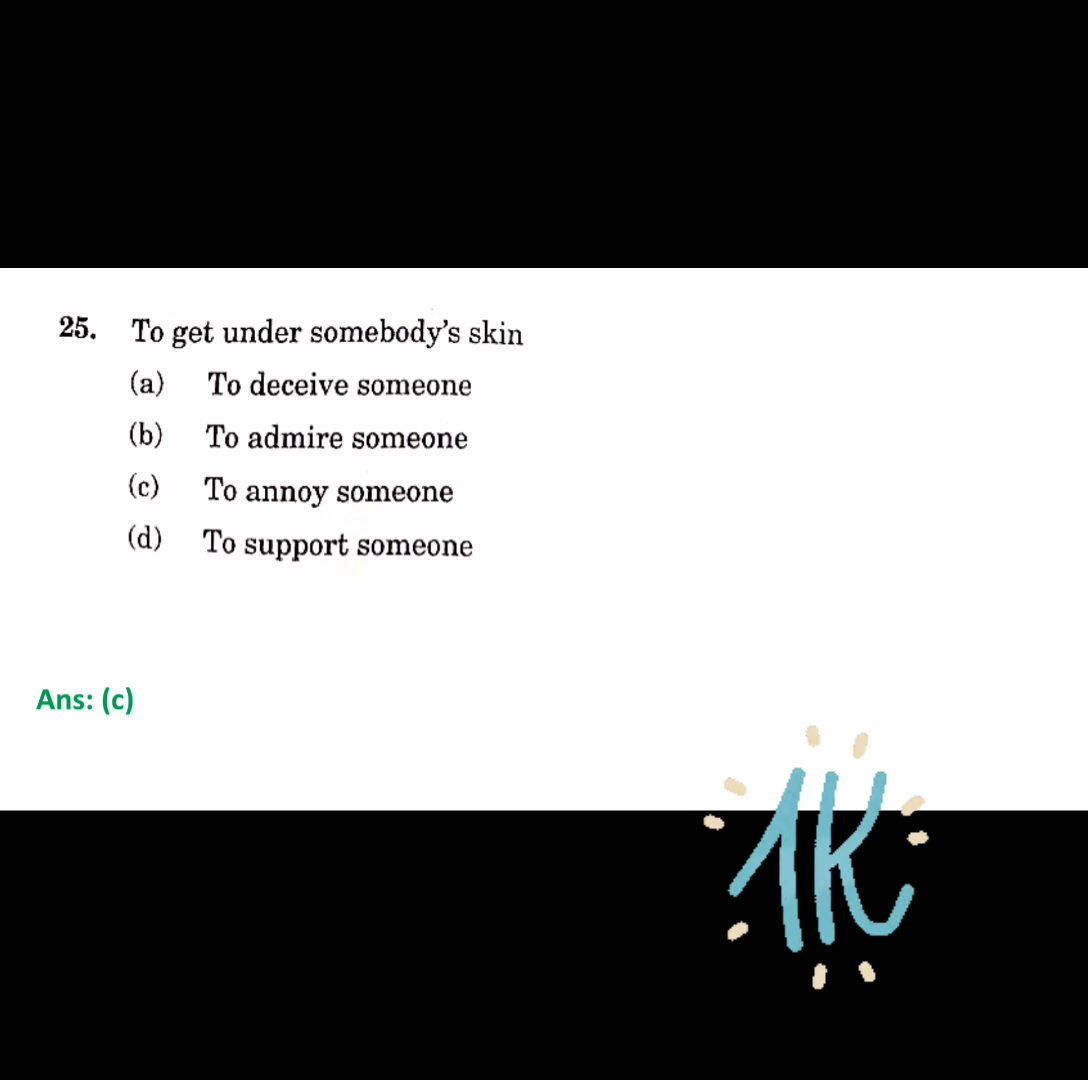 25. To get under somebody's skin
(a) To deceive someone
(b) To admire someone
(c) To annoy someone
(d) To support someone
Ans: (c)
1K